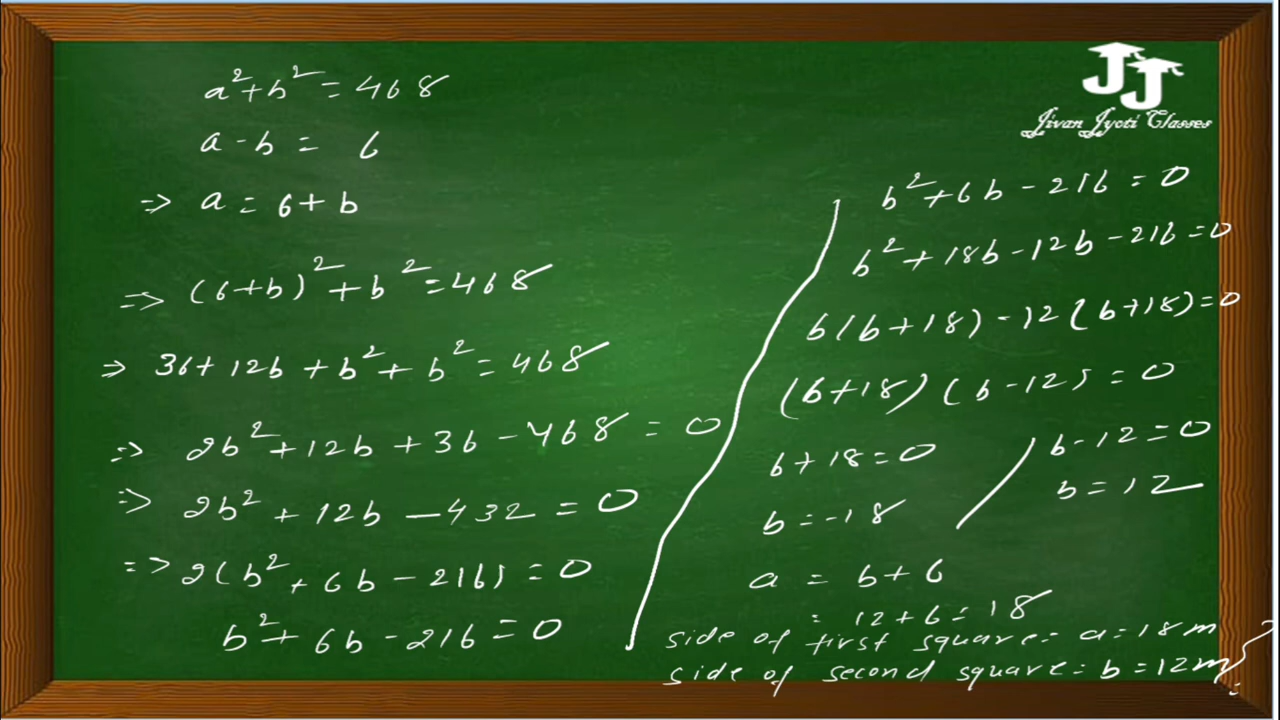 JJ
Jivan Jyoti Classes
a²+b² = 468
a - b = 6
=> a = 6 + b
=> (6+b)² + b² = 468
=> 36 + 12b + b² + b² = 468
=> 2b² + 12b + 36 - 468 = 0
=> 2b² + 12b - 432 = 0
=> 2(b² + 6b - 216) = 0
b² + 6b - 216 = 0
b² + 6b - 216 = 0
b² + 18b - 12b - 216 = 0
b(b+18) - 12(b+18) = 0
(b+18) (b-12) = 0
b + 18 = 0
b = -18
b - 12 = 0
b = 12
a = b + 6
= 12 + 6 = 18
side of first square = a = 18 m
side of second square = b = 12m